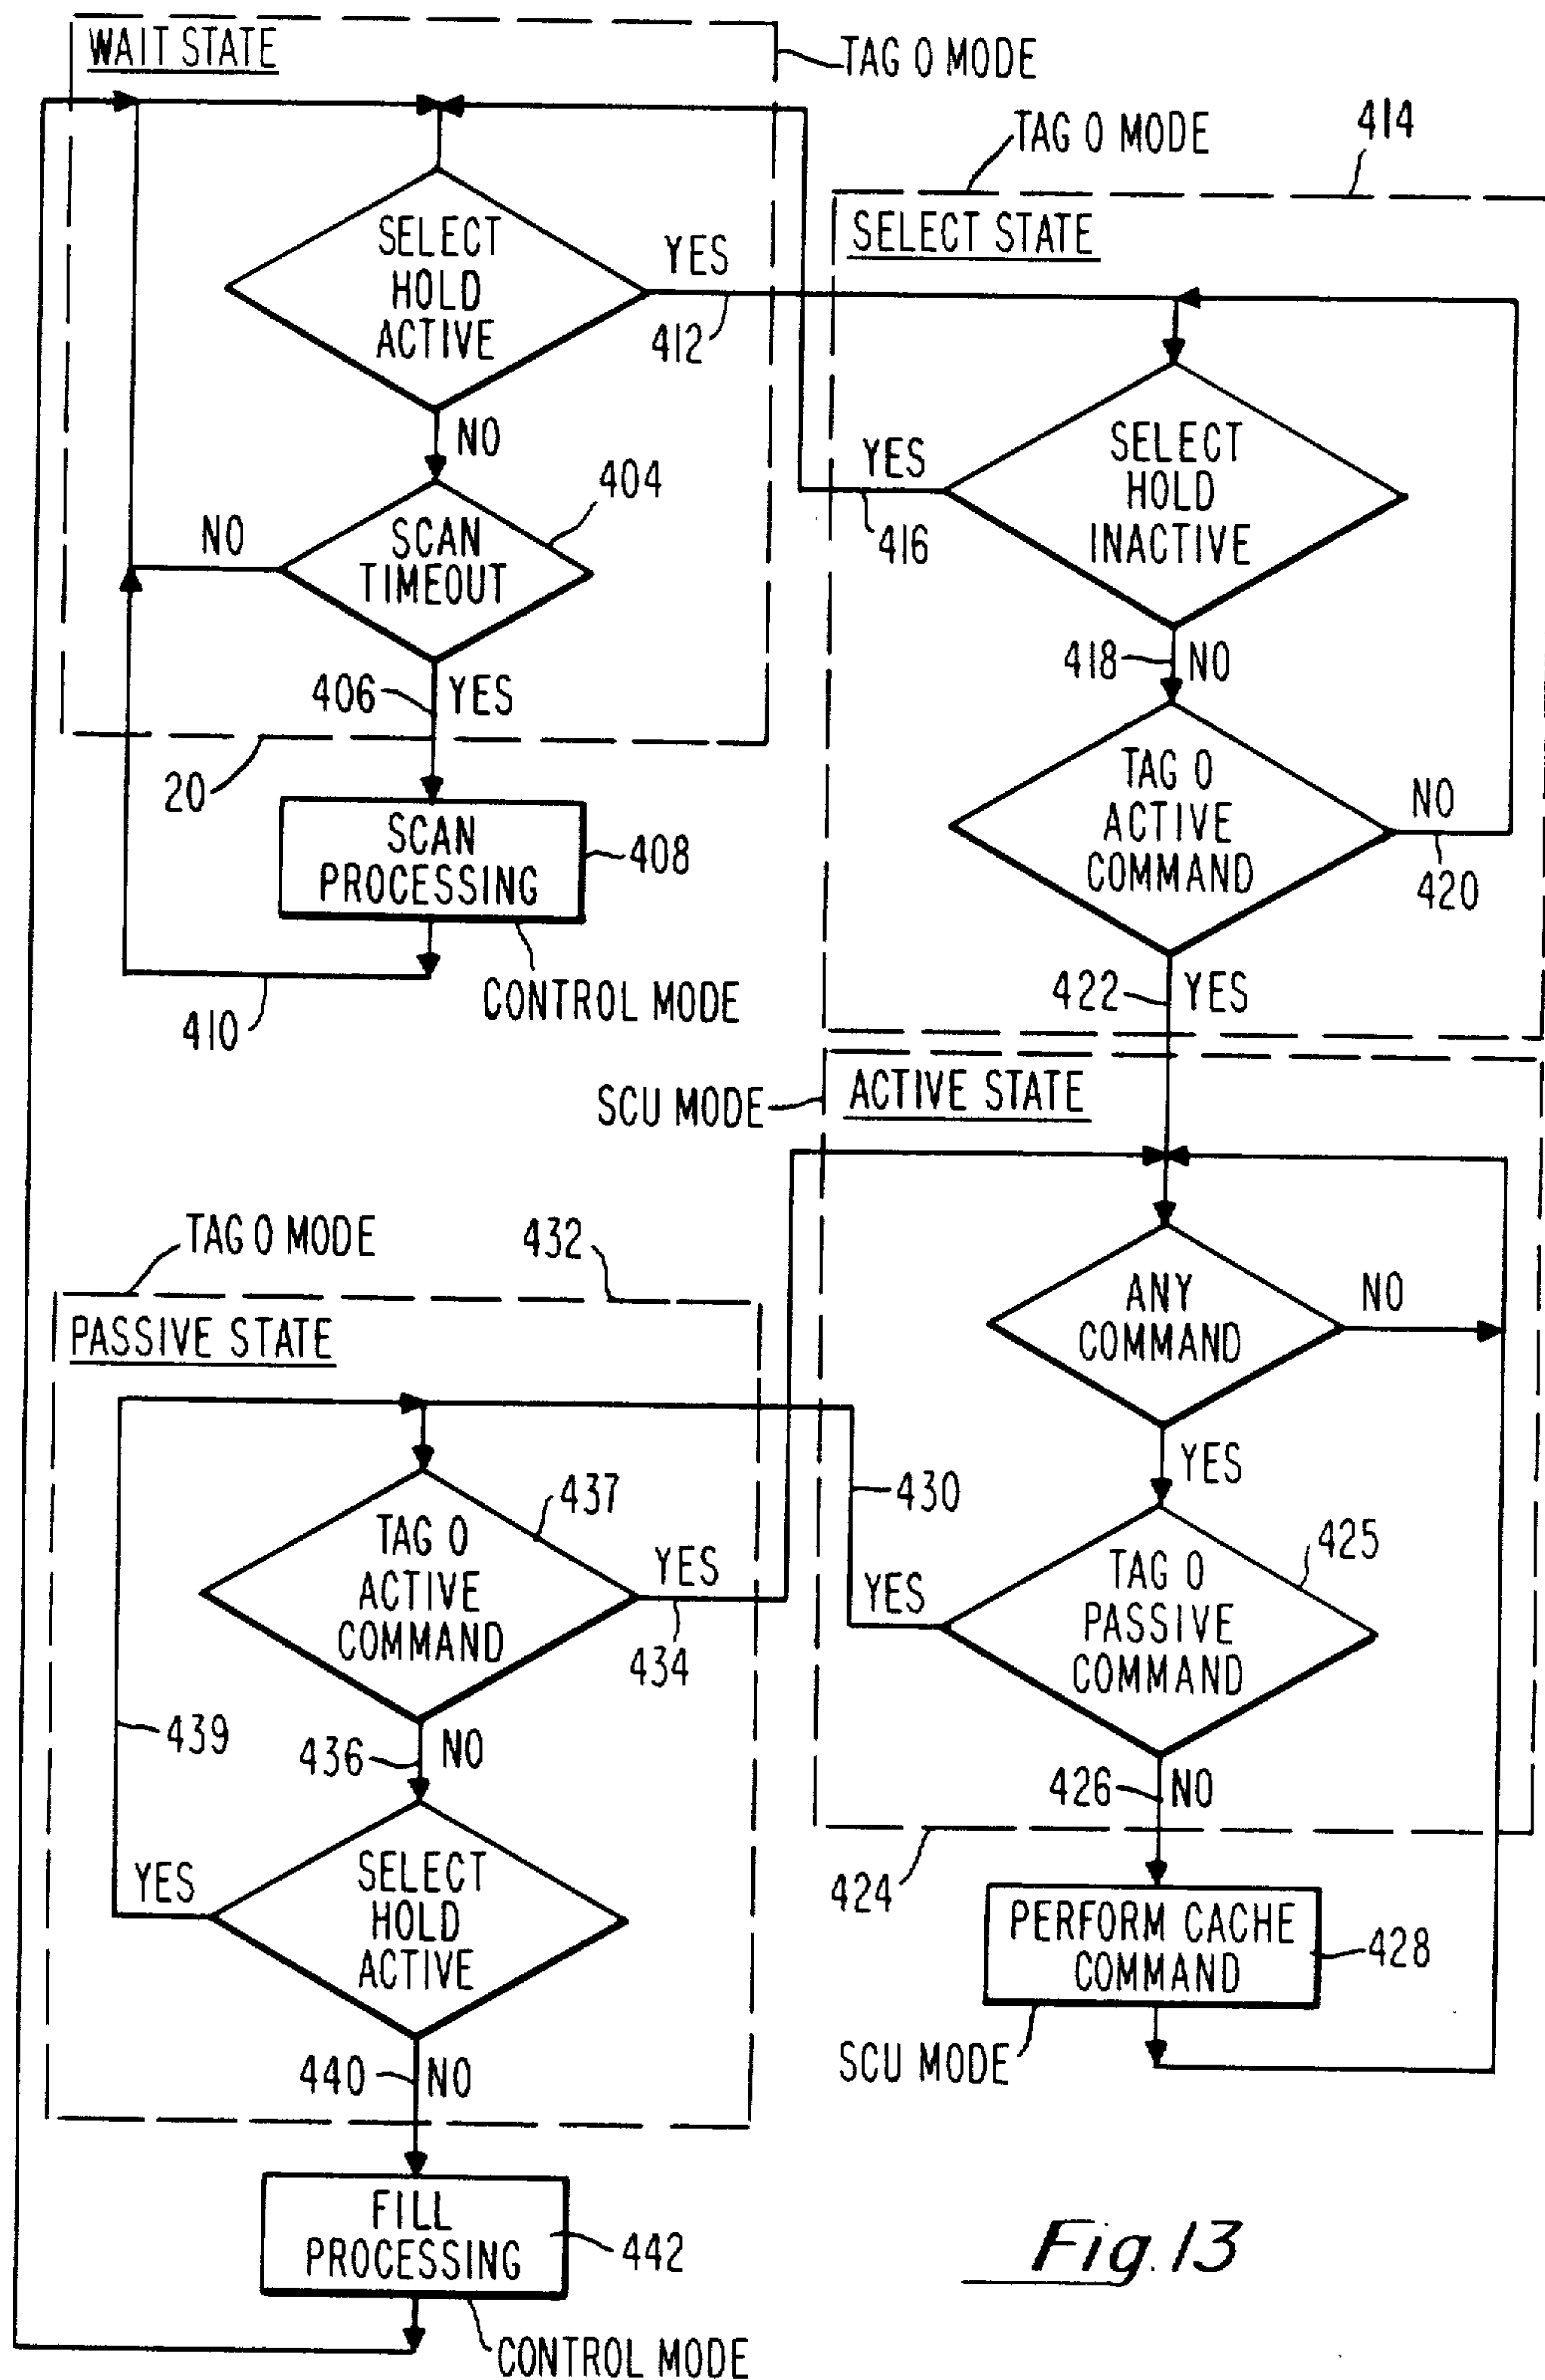 WAIT STATE
TAG 0 MODE
TAG 0 MODE
414
SELECT STATE
SELECT
HOLD
ACTIVE
YES
412
NO
404
SCAN
TIMEOUT
NO
406
YES
20
SCAN
PROCESSING
408
CONTROL MODE
410
SELECT
HOLD
INACTIVE
YES
416
418
NO
TAG 0
ACTIVE
COMMAND
NO
420
422
YES
SCU MODE
ACTIVE STATE
ANY
COMMAND
NO
YES
TAG 0
PASSIVE
COMMAND
425
YES
430
426
NO
424
PERFORM CACHE
COMMAND
428
SCU MODE
TAG 0 MODE
432
PASSIVE STATE
TAG 0
ACTIVE
COMMAND
437
YES
434
439
436
NO
SELECT
HOLD
ACTIVE
YES
440
NO
FILL
PROCESSING
442
CONTROL MODE
Fig. 13